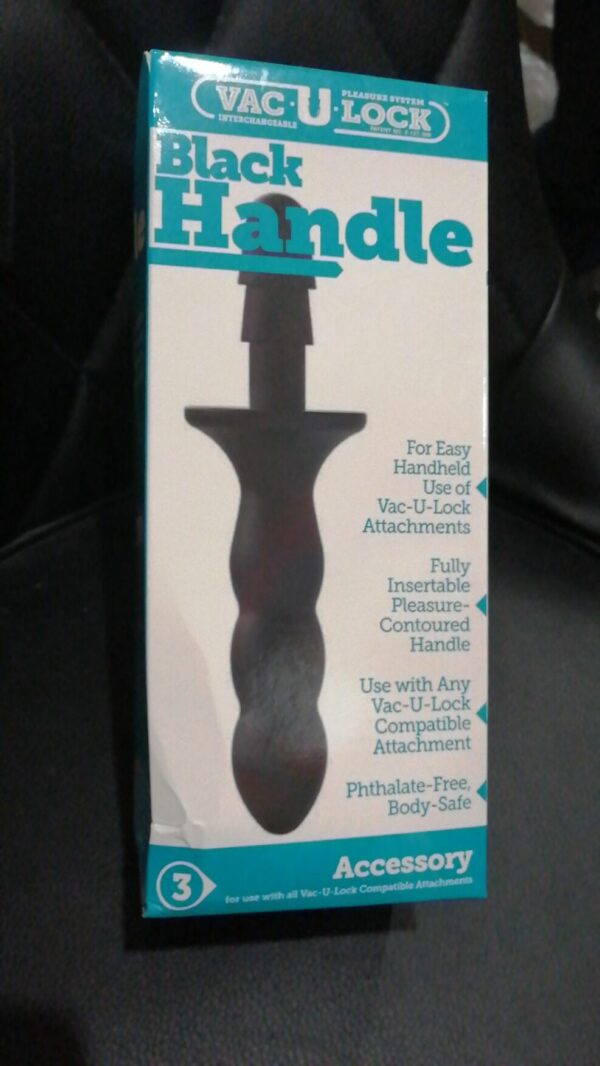 VAC·U·LOCK
PLEASURE SYSTEM
INTERCHANGEABLE
Black
Handle
For Easy
Handheld
Use of
Vac-U-Lock
Attachments
Fully
Insertable
Pleasure-
Contoured
Handle
Use with Any
Vac-U-Lock
Compatible
Attachment
Phthalate-Free,
Body-Safe
3
Accessory
for use with all Vac-U-Lock Compatible Attachments